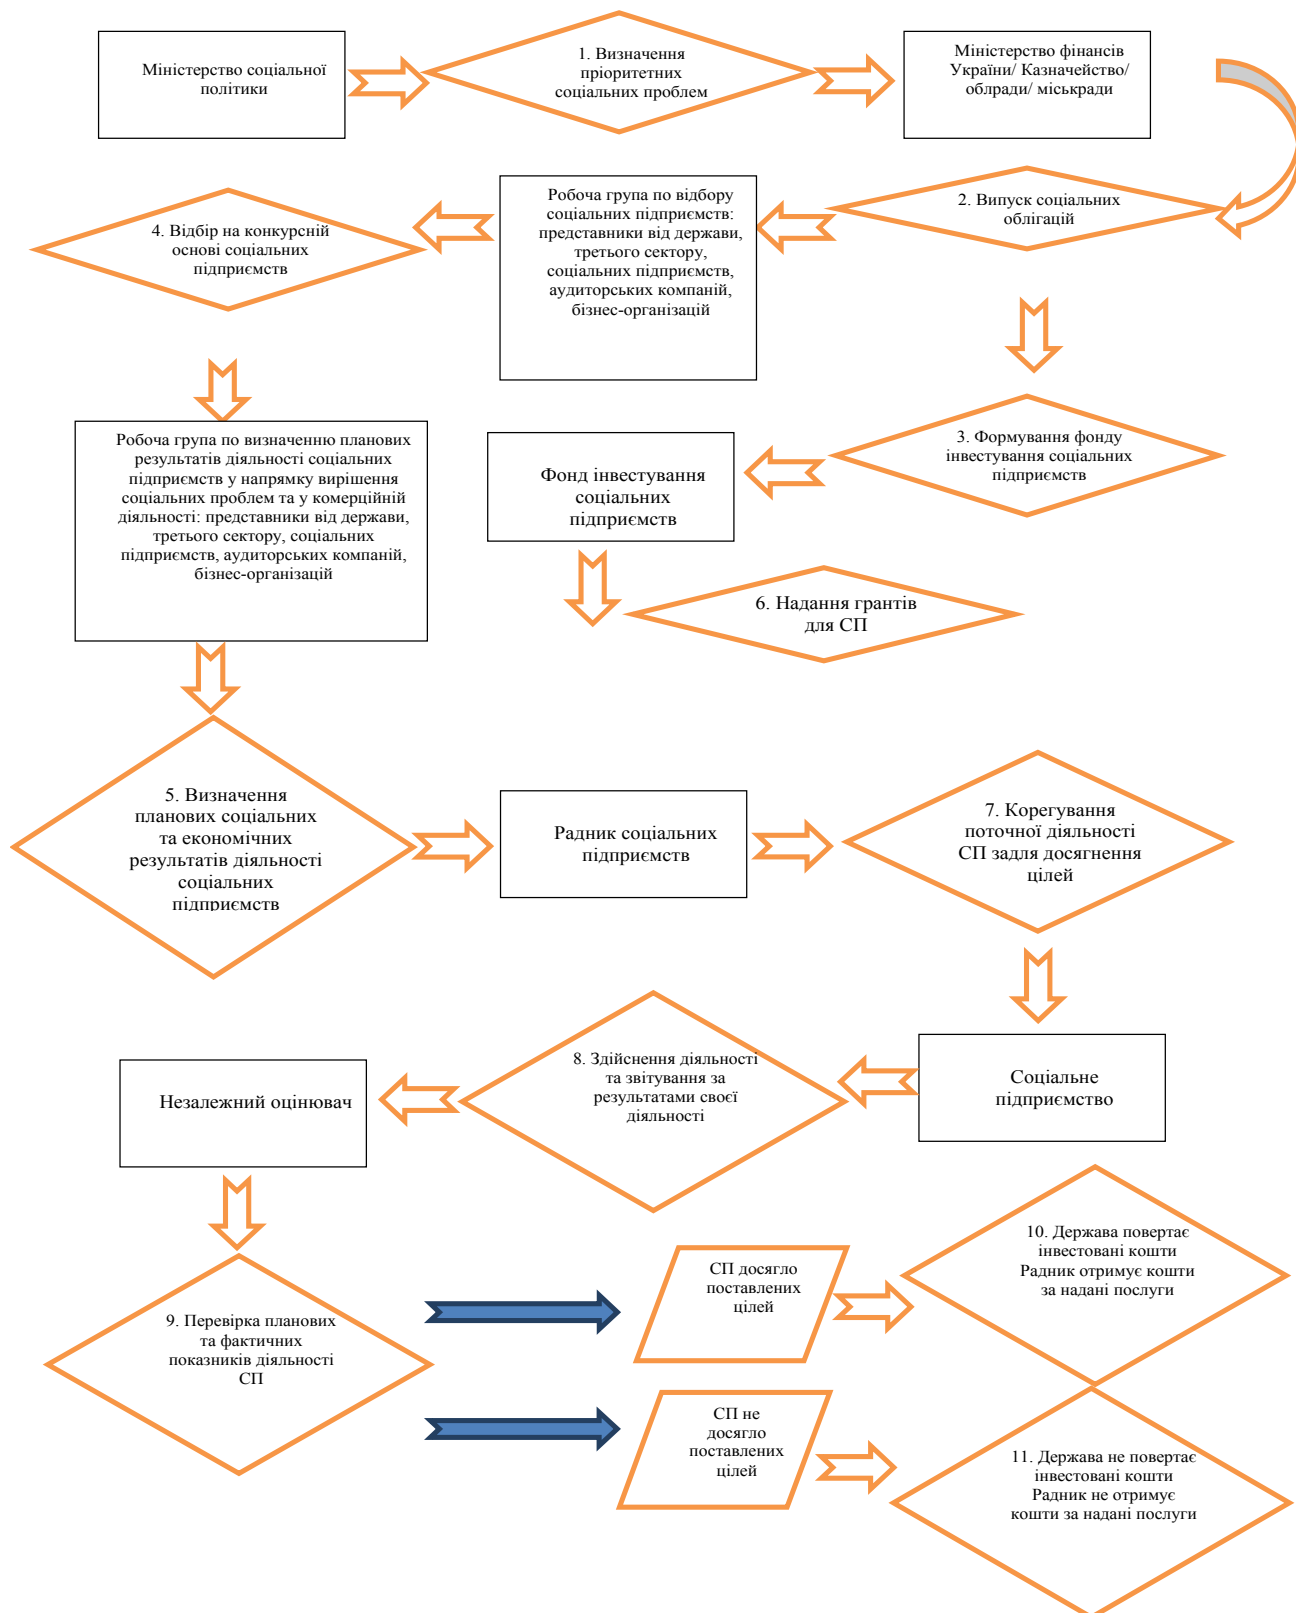 Міністерство соціальної
політики
1. Визначення
пріоритетних
соціальних проблем
Міністерство фінансів
України/ Казначейство/
облради/ міськради
2. Випуск соціальних
облігацій
Робоча група по відбору
соціальних підприємств:
представники від держави,
третього сектору,
соціальних підприємств,
аудиторських компаній,
бізнес-організацій
4. Відбір на конкурсній
основі соціальних
підприємств
3. Формування фонду
інвестування соціальних
підприємств
Фонд інвестування
соціальних
підприємств
Робоча група по визначенню планових
результатів діяльності соціальних
підприємств у напрямку вирішення
соціальних проблем та у комерційній
діяльності: представники від держави,
третього сектору, соціальних
підприємств, аудиторських компаній,
бізнес-організацій
6. Надання грантів
для СП
5. Визначення
планових соціальних
та економічних
результатів діяльності
соціальних
підприємств
Радник соціальних
підприємств
7. Корегування
поточної діяльності
СП задля досягнення
цілей
Соціальне
підприємство
8. Здійснення діяльності
та звітування за
результатами своєї
діяльності
Незалежний оцінювач
9. Перевірка планових
та фактичних
показників діяльності
СП
СП досягло
поставлених
цілей
10. Держава повертає
інвестовані кошти
Радник отримує кошти
за надані послуги
СП не
досягло
поставлених
цілей
11. Держава не повертає
інвестовані кошти
Радник не отримує
кошти за надані послуги